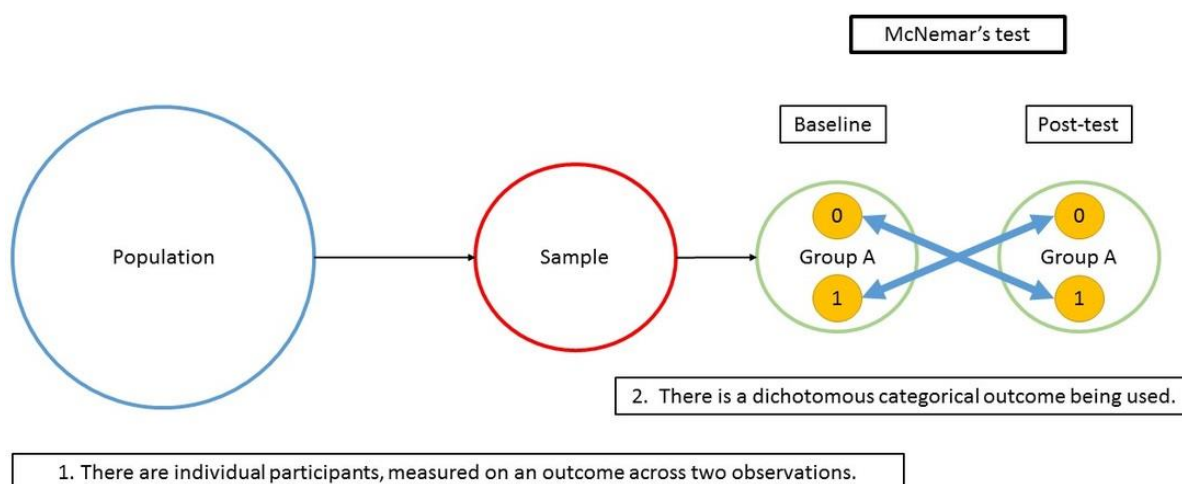 McNemar's test
Baseline
Post-test
0
0
Population
Sample
Group A
Group A
1
1
2. There is a dichotomous categorical outcome being used.
1. There are individual participants, measured on an outcome across two observations.